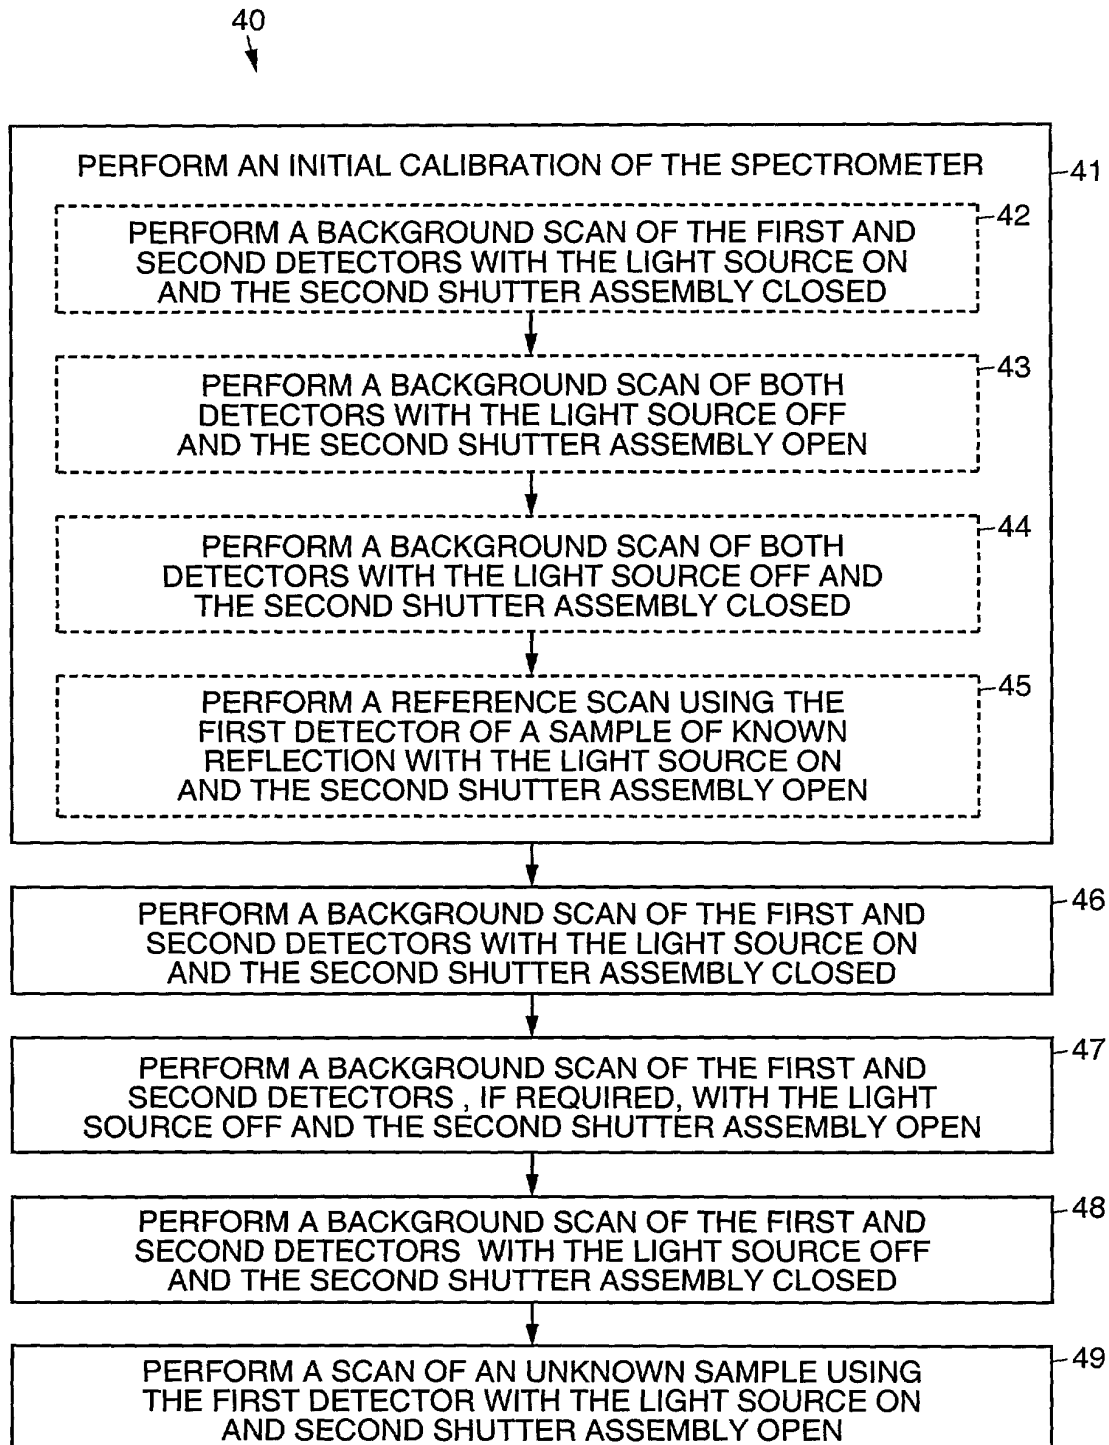 40
PERFORM AN INITIAL CALIBRATION OF THE SPECTROMETER
41
42
PERFORM A BACKGROUND SCAN OF THE FIRST AND
SECOND DETECTORS WITH THE LIGHT SOURCE ON
AND THE SECOND SHUTTER ASSEMBLY CLOSED
43
PERFORM A BACKGROUND SCAN OF BOTH
DETECTORS WITH THE LIGHT SOURCE OFF
AND THE SECOND SHUTTER ASSEMBLY OPEN
44
PERFORM A BACKGROUND SCAN OF BOTH
DETECTORS WITH THE LIGHT SOURCE OFF AND
THE SECOND SHUTTER ASSEMBLY CLOSED
45
PERFORM A REFERENCE SCAN USING THE
FIRST DETECTOR OF A SAMPLE OF KNOWN
REFLECTION WITH THE LIGHT SOURCE ON
AND THE SECOND SHUTTER ASSEMBLY OPEN
46
PERFORM A BACKGROUND SCAN OF THE FIRST AND
SECOND DETECTORS WITH THE LIGHT SOURCE ON
AND THE SECOND SHUTTER ASSEMBLY CLOSED
47
PERFORM A BACKGROUND SCAN OF THE FIRST AND
SECOND DETECTORS , IF REQUIRED, WITH THE LIGHT
SOURCE OFF AND THE SECOND SHUTTER ASSEMBLY OPEN
48
PERFORM A BACKGROUND SCAN OF THE FIRST AND
SECOND DETECTORS WITH THE LIGHT SOURCE OFF
AND THE SECOND SHUTTER ASSEMBLY CLOSED
49
PERFORM A SCAN OF AN UNKNOWN SAMPLE USING
THE FIRST DETECTOR WITH THE LIGHT SOURCE ON
AND SECOND SHUTTER ASSEMBLY OPEN